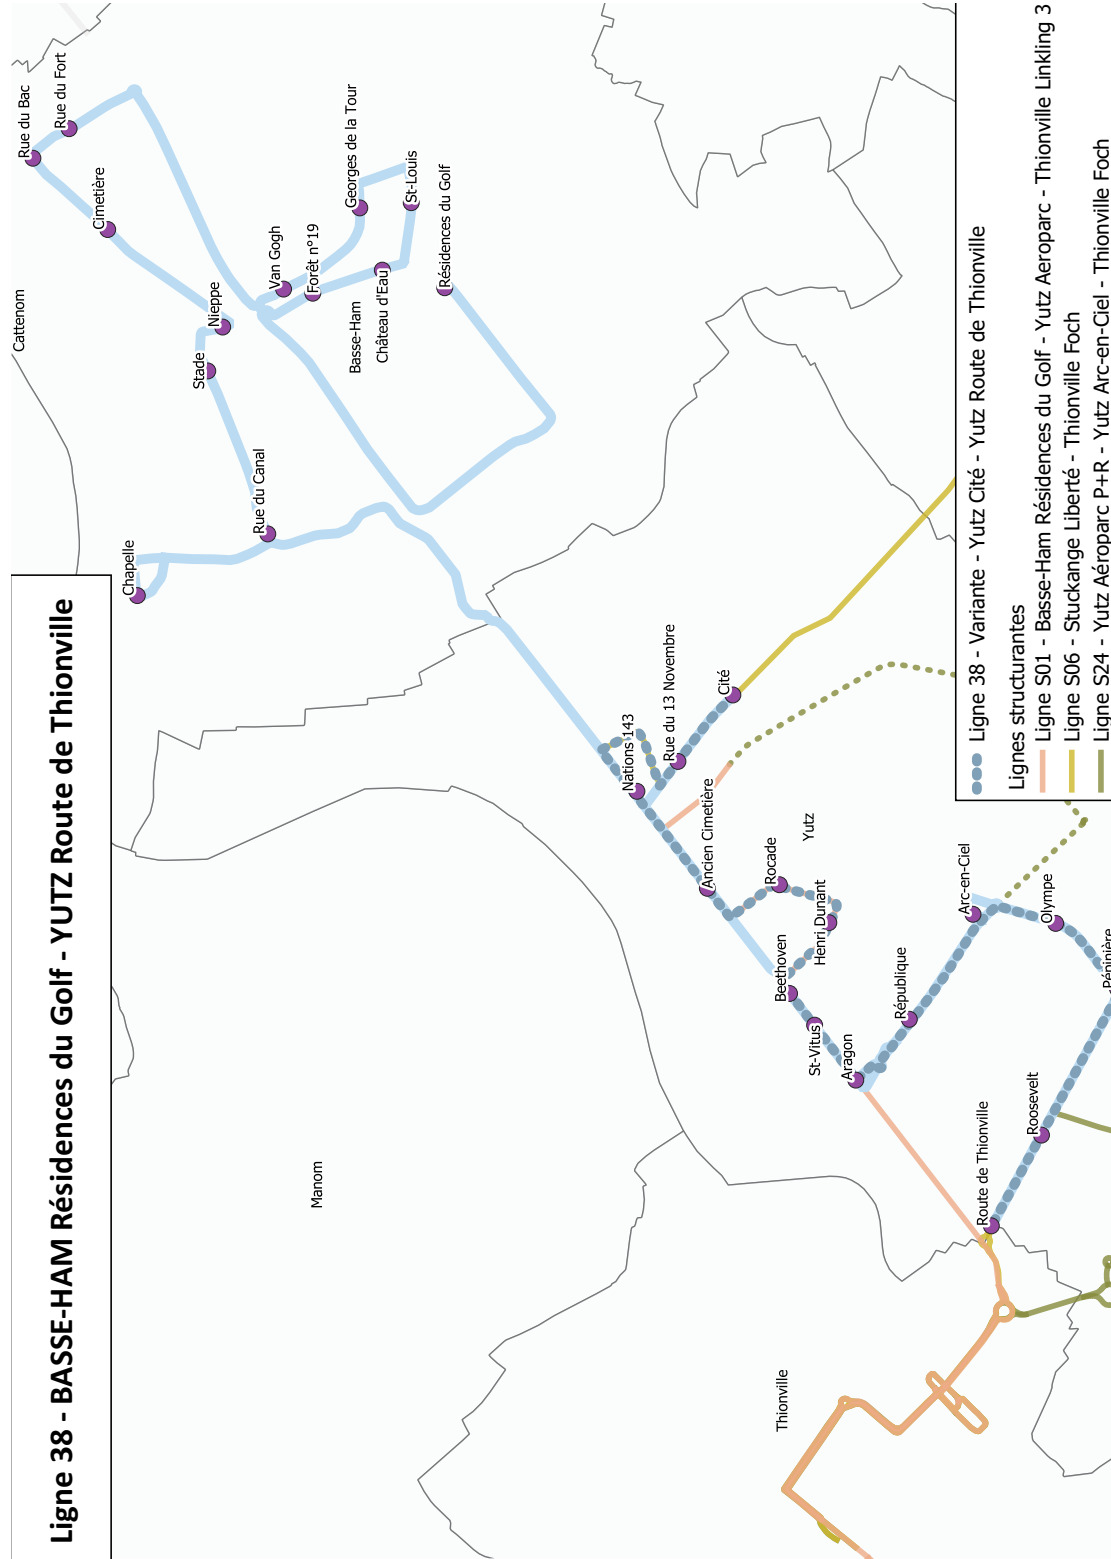 Ligne 38 - BASSE-HAM Résidences du Golf - YUTZ Route de Thionville
Cattenom
Rue du Bac
Rue du Fort
Cimetière
Nieppe
Stade
Rue du Canal
Chapelle
Van Gogh
Forêt n°19
Georges de la Tour
St-Louis
Basse-Ham
Château d'Eau
Résidences du Golf
Nations 143
Rue du 13 Novembre
Cité
Ancien Cimetière
Rocade
Yutz
Henri Dunant
Beethoven
St-Vitus
Aragon
République
Arc-en-Ciel
Olympe
Pépinière
Roosevelt
Route de Thionville
Manom
Thionville
Ligne 38 - Variante - Yutz Cité - Yutz Route de Thionville
Lignes structurantes
Ligne S01 - Basse-Ham Résidences du Golf - Yutz Aeroparc - Thionville Linkling 3
Ligne S06 - Stuckange Liberté - Thionville Foch
Ligne S24 - Yutz Aéroparc P+R - Yutz Arc-en-Ciel - Thionville Foch